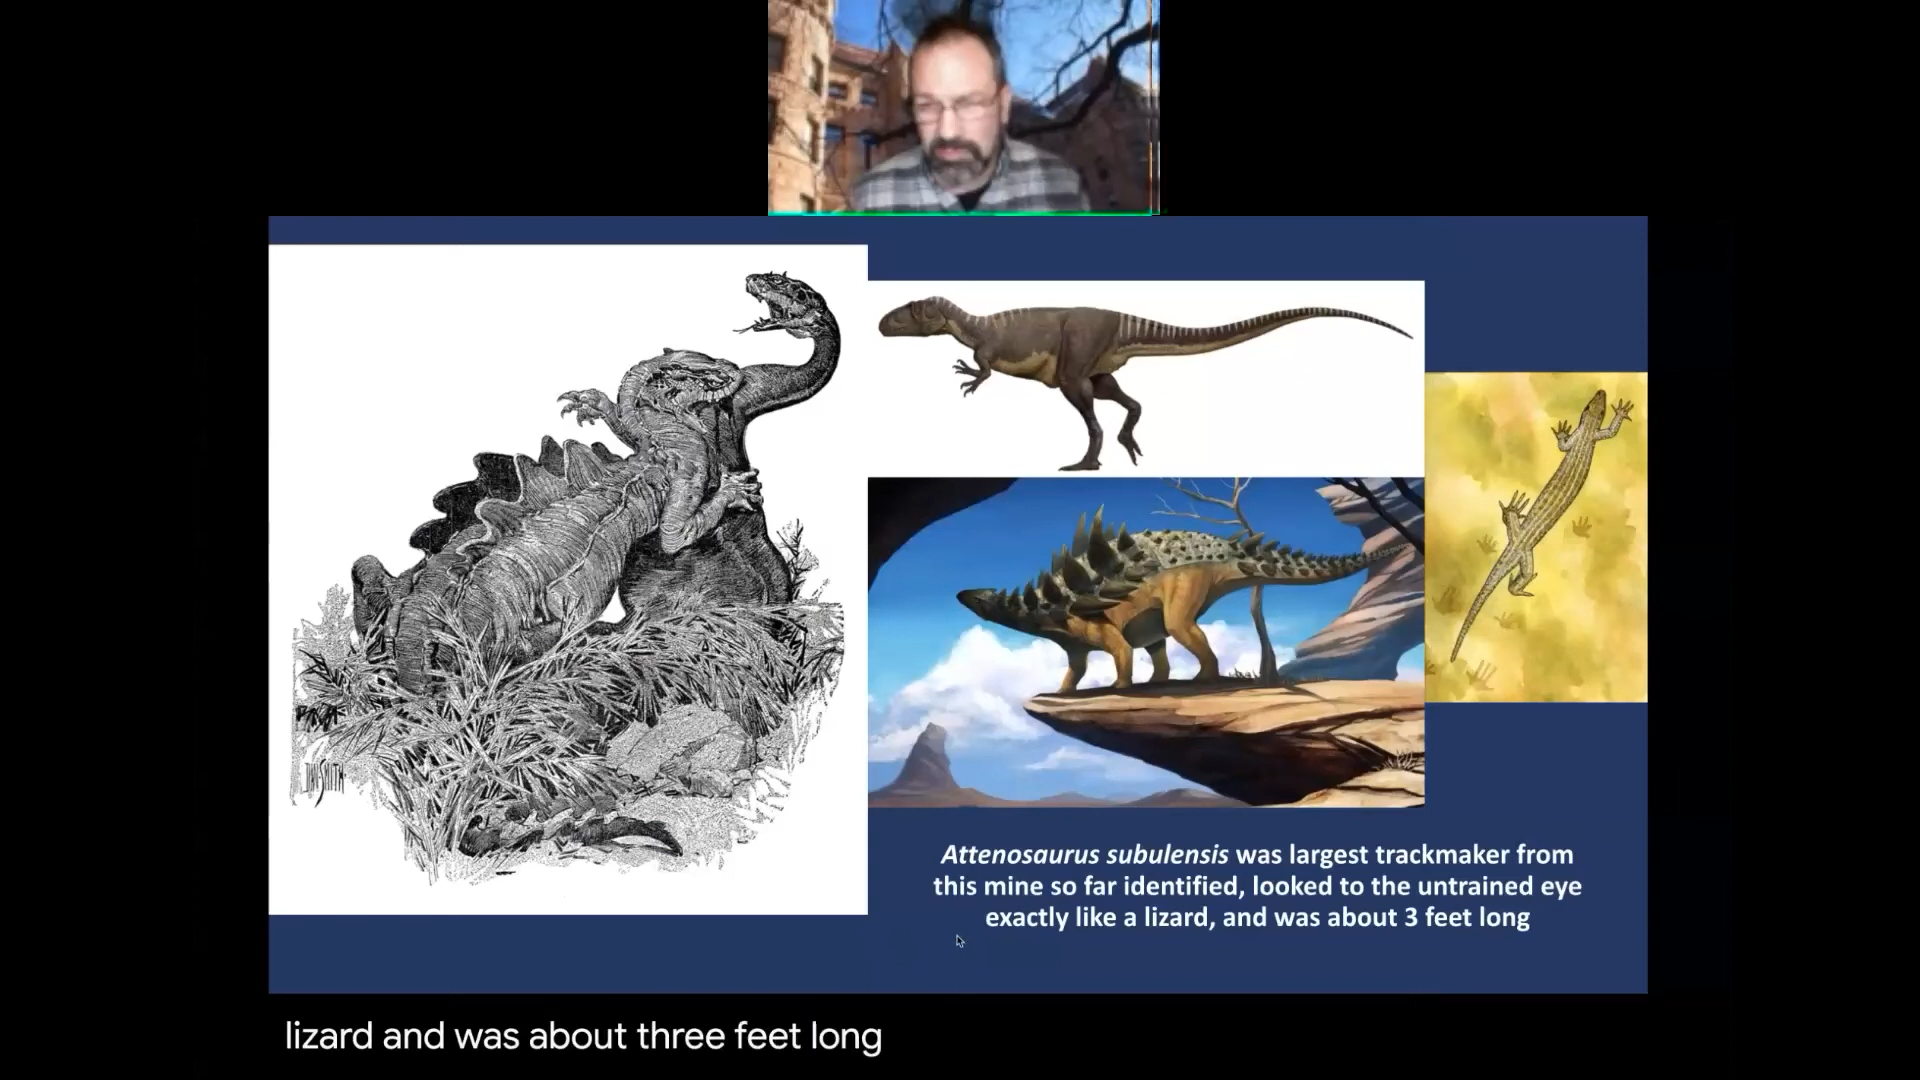 Attenosaurus subulensis was largest trackmaker from
this mine so far identified, looked to the untrained eye
exactly like a lizard, and was about 3 feet long
lizard and was about three feet long